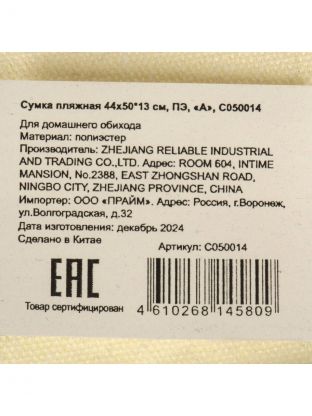 Сумка пляжная 44х50*13 см, ПЭ, «А», С050014
Для домашнего обихода
Материал: полиэстер
Производитель: ZHEJIANG RELIABLE INDUSTRIAL
AND TRADING CO.,LTD. Адрес: ROOM 604, INTIME
MANSION, No.2388, EAST ZHONGSHAN ROAD,
NINGBO CITY, ZHEJIANG PROVINCE, CHINA
Импортер: ООО «ПРАЙМ». Адрес: Россия, г.Воронеж,
ул.Волгоградская, д.32
Дата изготовления: декабрь 2024
Сделано в Китае
Артикул: С050014
ЕАС
Товар сертифицирован
4 610268 145809